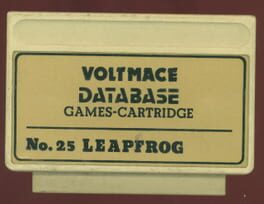 VOLTMACE
DATABASE
GAMES-CARTRIDGE
No. 25 LEAPFROG